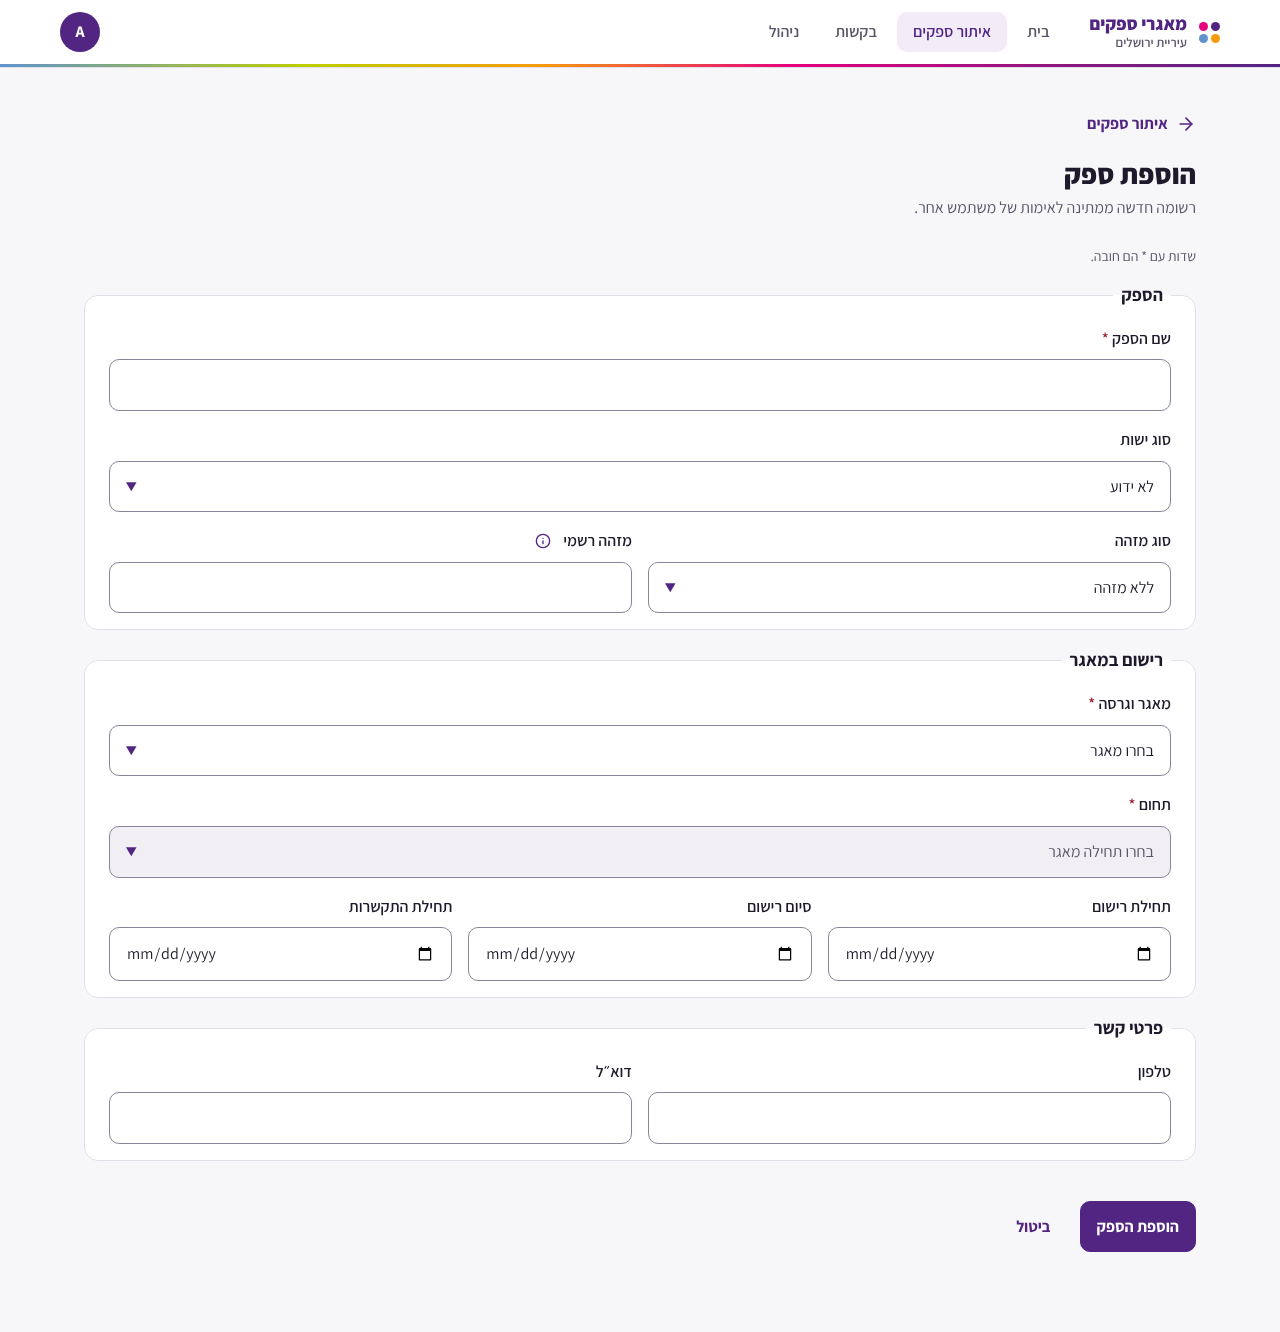 מאגרי ספקים
עיריית ירושלים
בית
איתור ספקים
בקשות
ניהול
A
איתור ספקים
הוספת ספק
רשומה חדשה ממתינה לאימות של משתמש אחר.
שדות עם * הם חובה.
הספק
שם הספק *
סוג ישות
לא ידוע
סוג מזהה
מזהה רשמי
ללא מזהה
רישום במאגר
מאגר וגרסה *
בחרו מאגר
תחום *
בחרו תחילה מאגר
תחילת רישום
סיום רישום
תחילת התקשרות
mm/dd/yyyy
mm/dd/yyyy
mm/dd/yyyy
פרטי קשר
טלפון
דוא״ל
הוספת הספק
ביטול